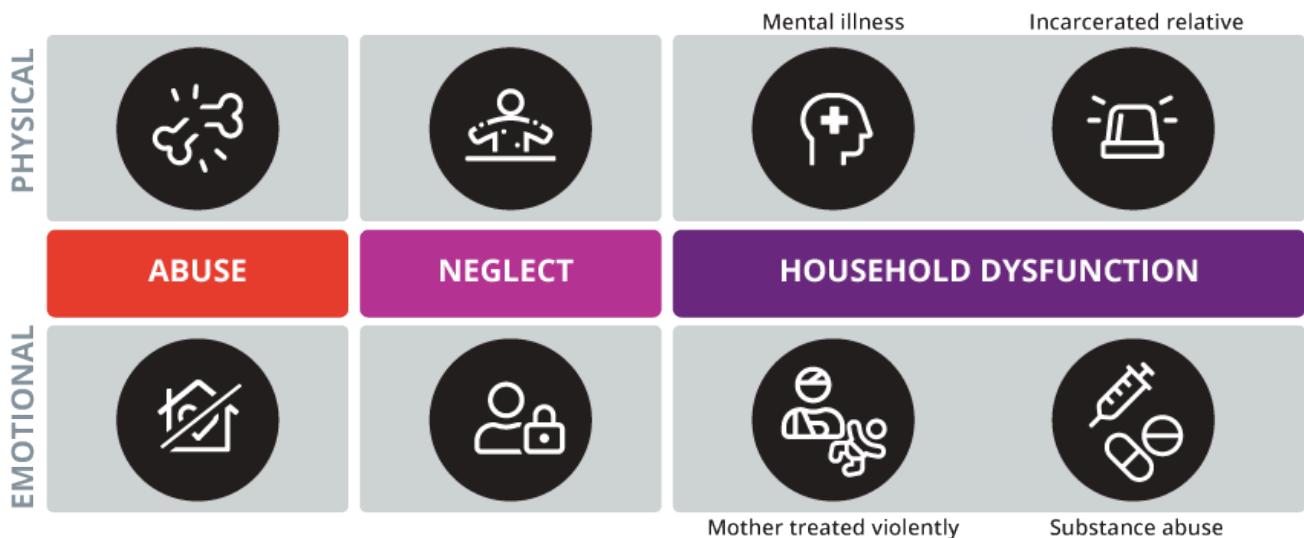 Mental illness
Incarcerated relative
PHYSICAL
ABUSE
NEGLECT
HOUSEHOLD DYSFUNCTION
EMOTIONAL
Mother treated violently
Substance abuse